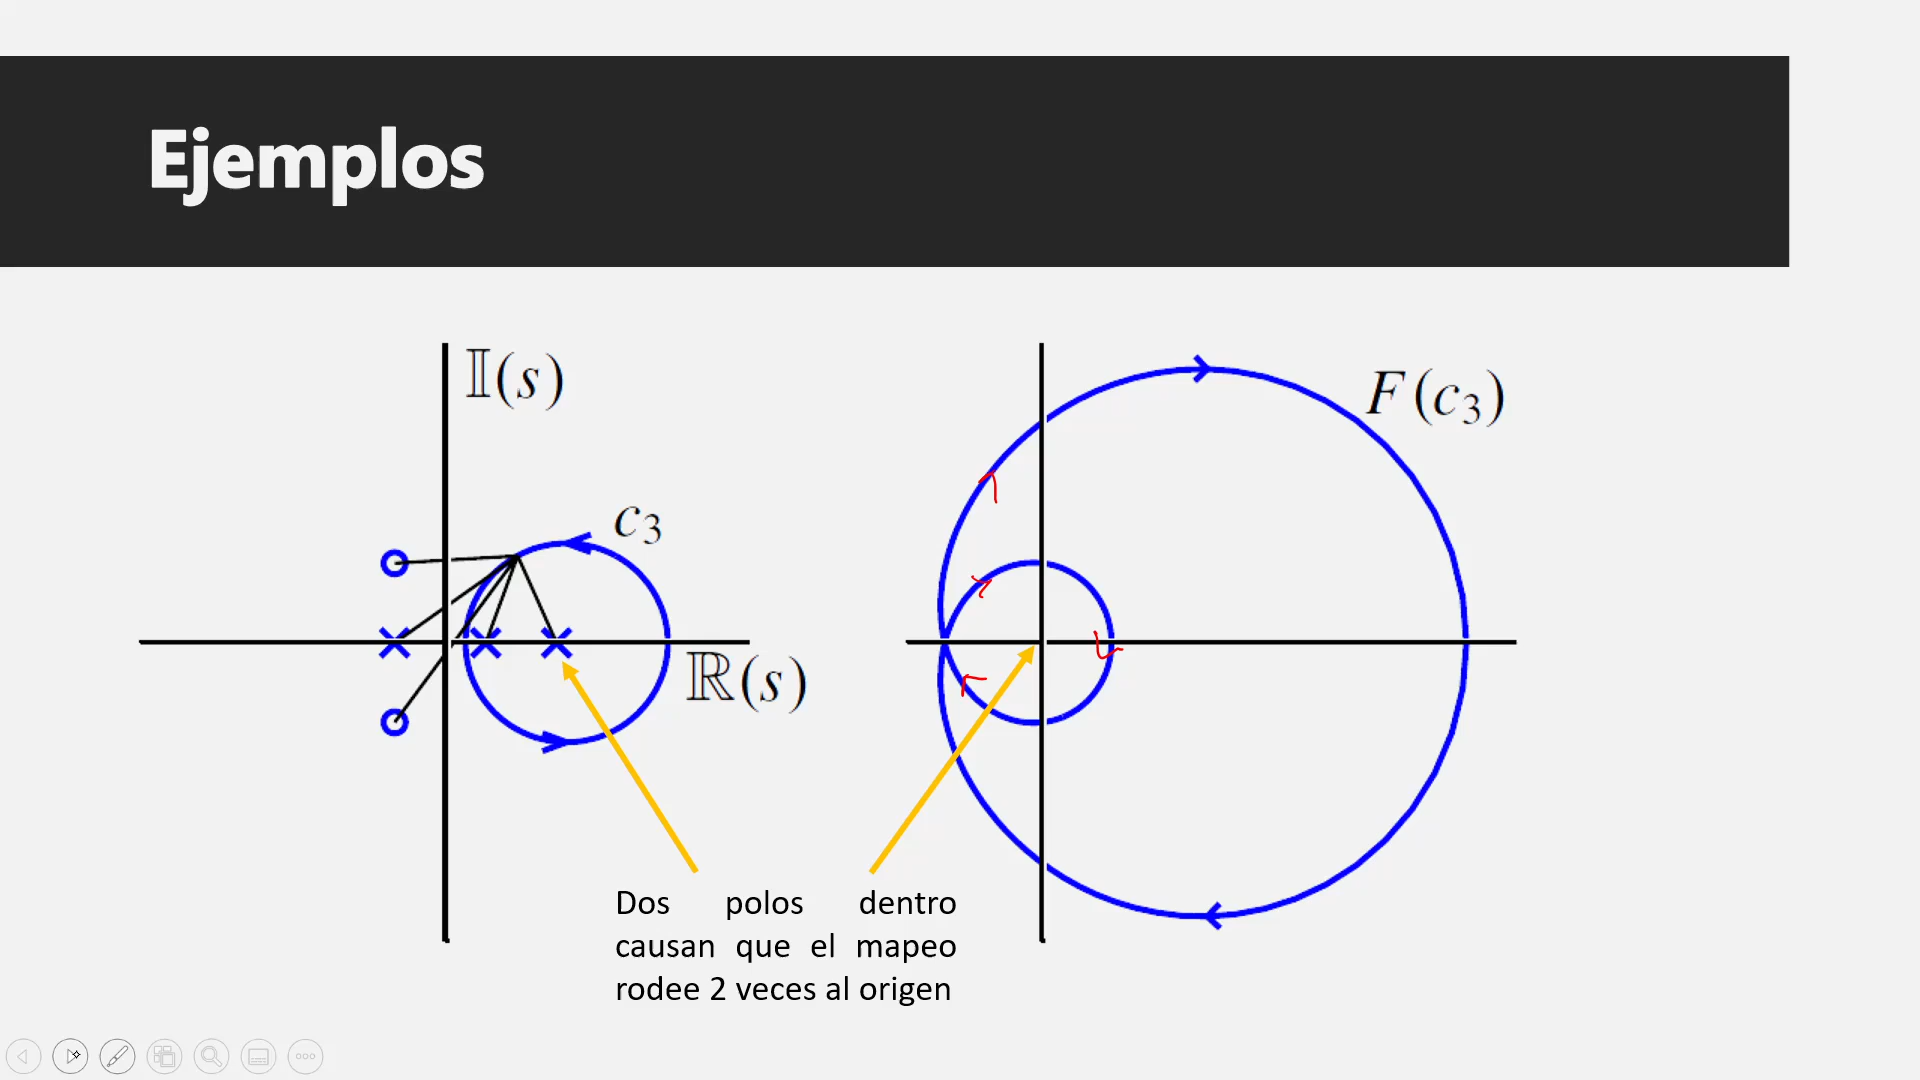 Ejemplos
𝕀(s)
F(c₃)
c₃
ℝ(s)
Dos polos dentro
causan que el mapeo
rodee 2 veces al origen